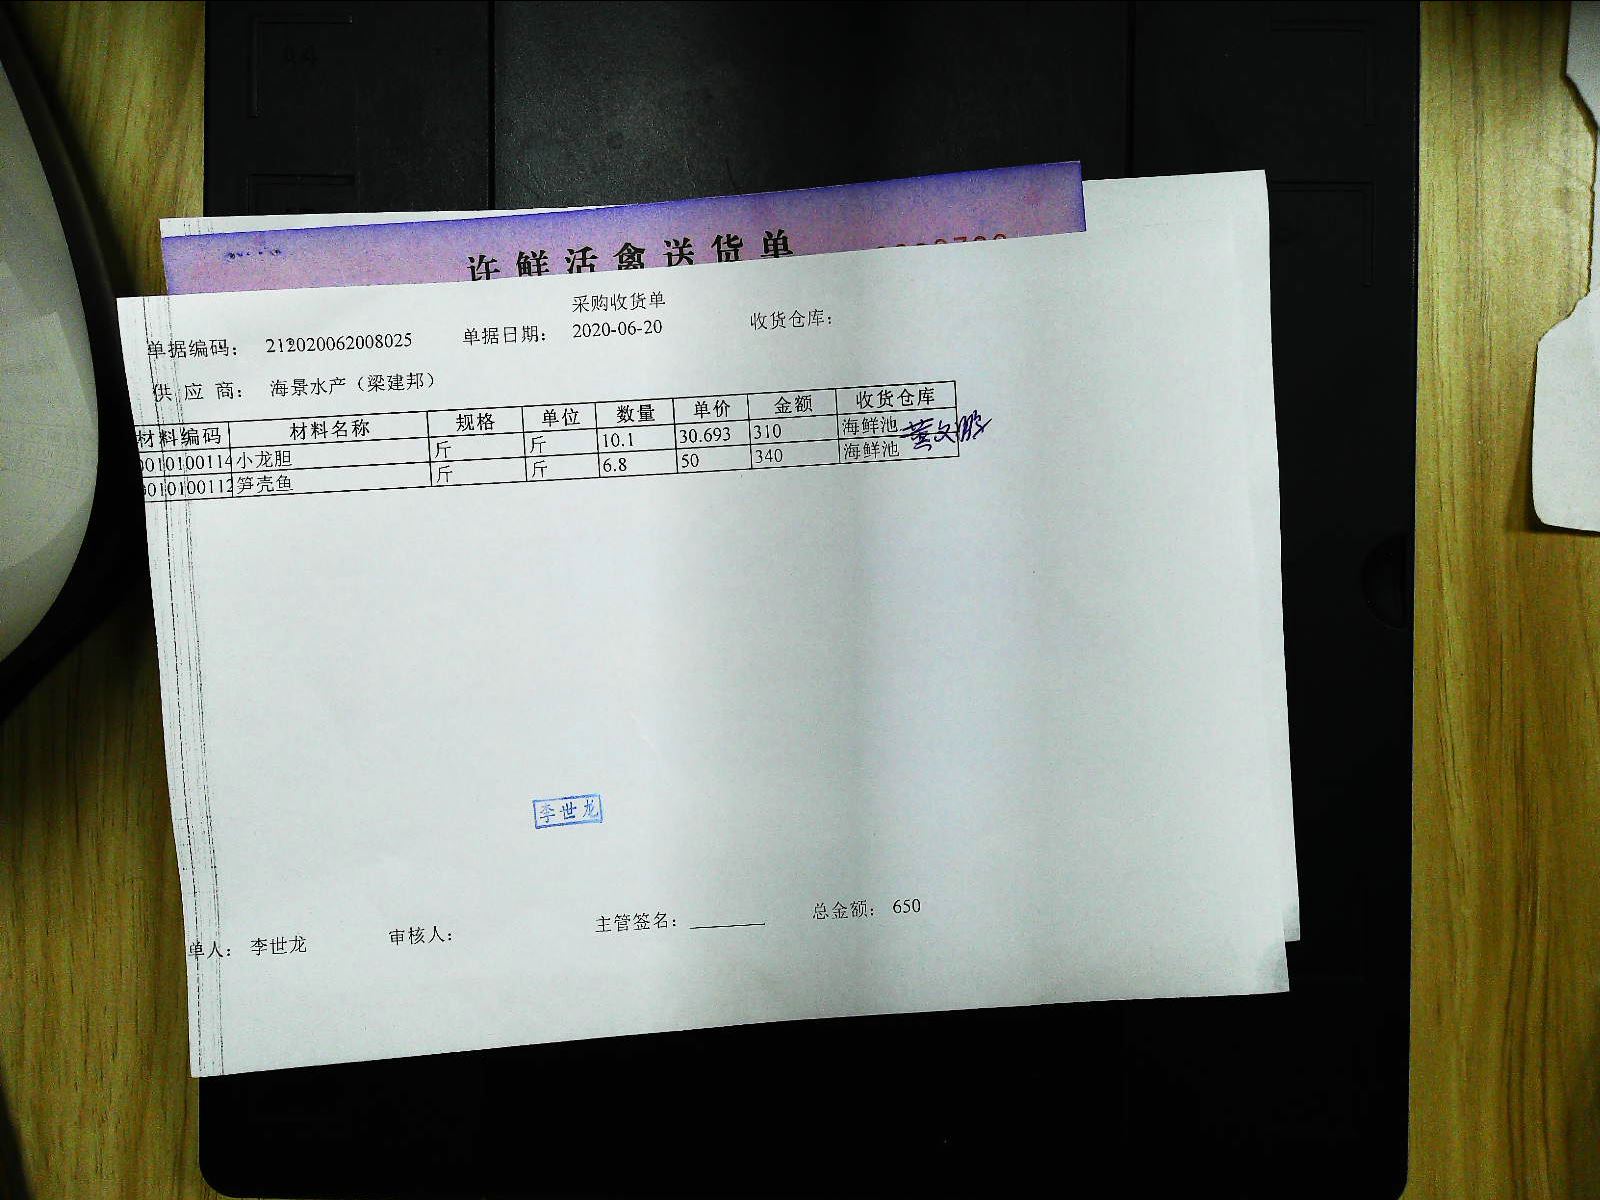 许鲜活禽送货单
采购收货单
单据编码： 212020062008025 单据日期： 2020-06-20 收货仓库：
供 应 商： 海景水产（梁建邦）
材料编码 材料名称 规格 单位 数量 单价 金额 收货仓库
0010100114 小龙胆 斤 斤 10.1 30.693 310 海鲜池
0010100112 笋壳鱼 斤 斤 6.8 50 340 海鲜池
李世龙
单人： 李世龙 审核人： 主管签名： 总金额： 650